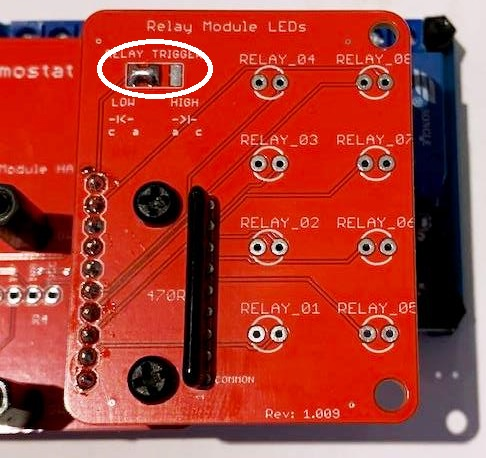 Relay Module LEDs
RELAY TRIGGER
RELAY_04
RELAY_08
mostat
LOW
HIGH
c a
a c
RELAY_03
RELAY_07
Module HA
RELAY_02
RELAY_06
470R
R4
RELAY_01
RELAY_05
COMMON
Rev: 1.009